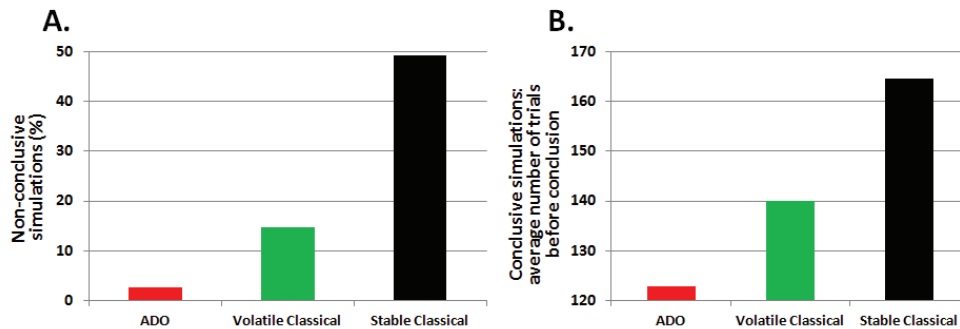 A.
Non-conclusive
simulations (%)
50
40
30
20
10
0
ADO
Volatile Classical
Stable Classical
B.
Conclusive simulations:
average number of trials
before conclusion
170
160
150
140
130
120
ADO
Volatile Classical
Stable Classical